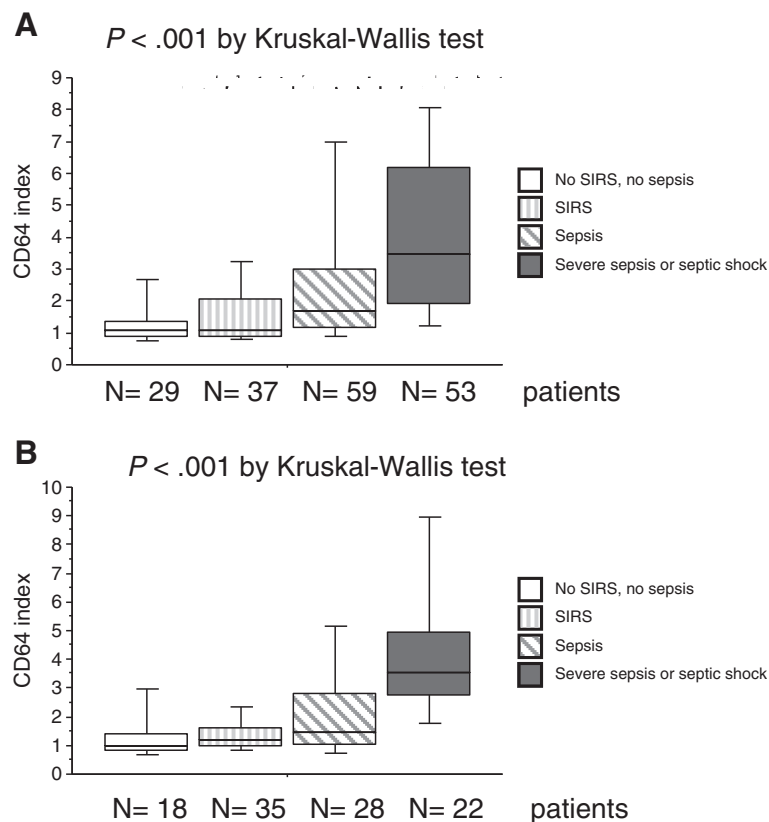 A
P < .001 by Kruskal-Wallis test
9
8
7
6
5
4
3
2
1
0
CD64 index
No SIRS, no sepsis
SIRS
Sepsis
Severe sepsis or septic shock
N= 29 N= 37 N= 59 N= 53 patients
B
P < .001 by Kruskal-Wallis test
10
9
8
7
6
5
4
3
2
1
0
CD64 index
No SIRS, no sepsis
SIRS
Sepsis
Severe sepsis or septic shock
N= 18 N= 35 N= 28 N= 22 patients